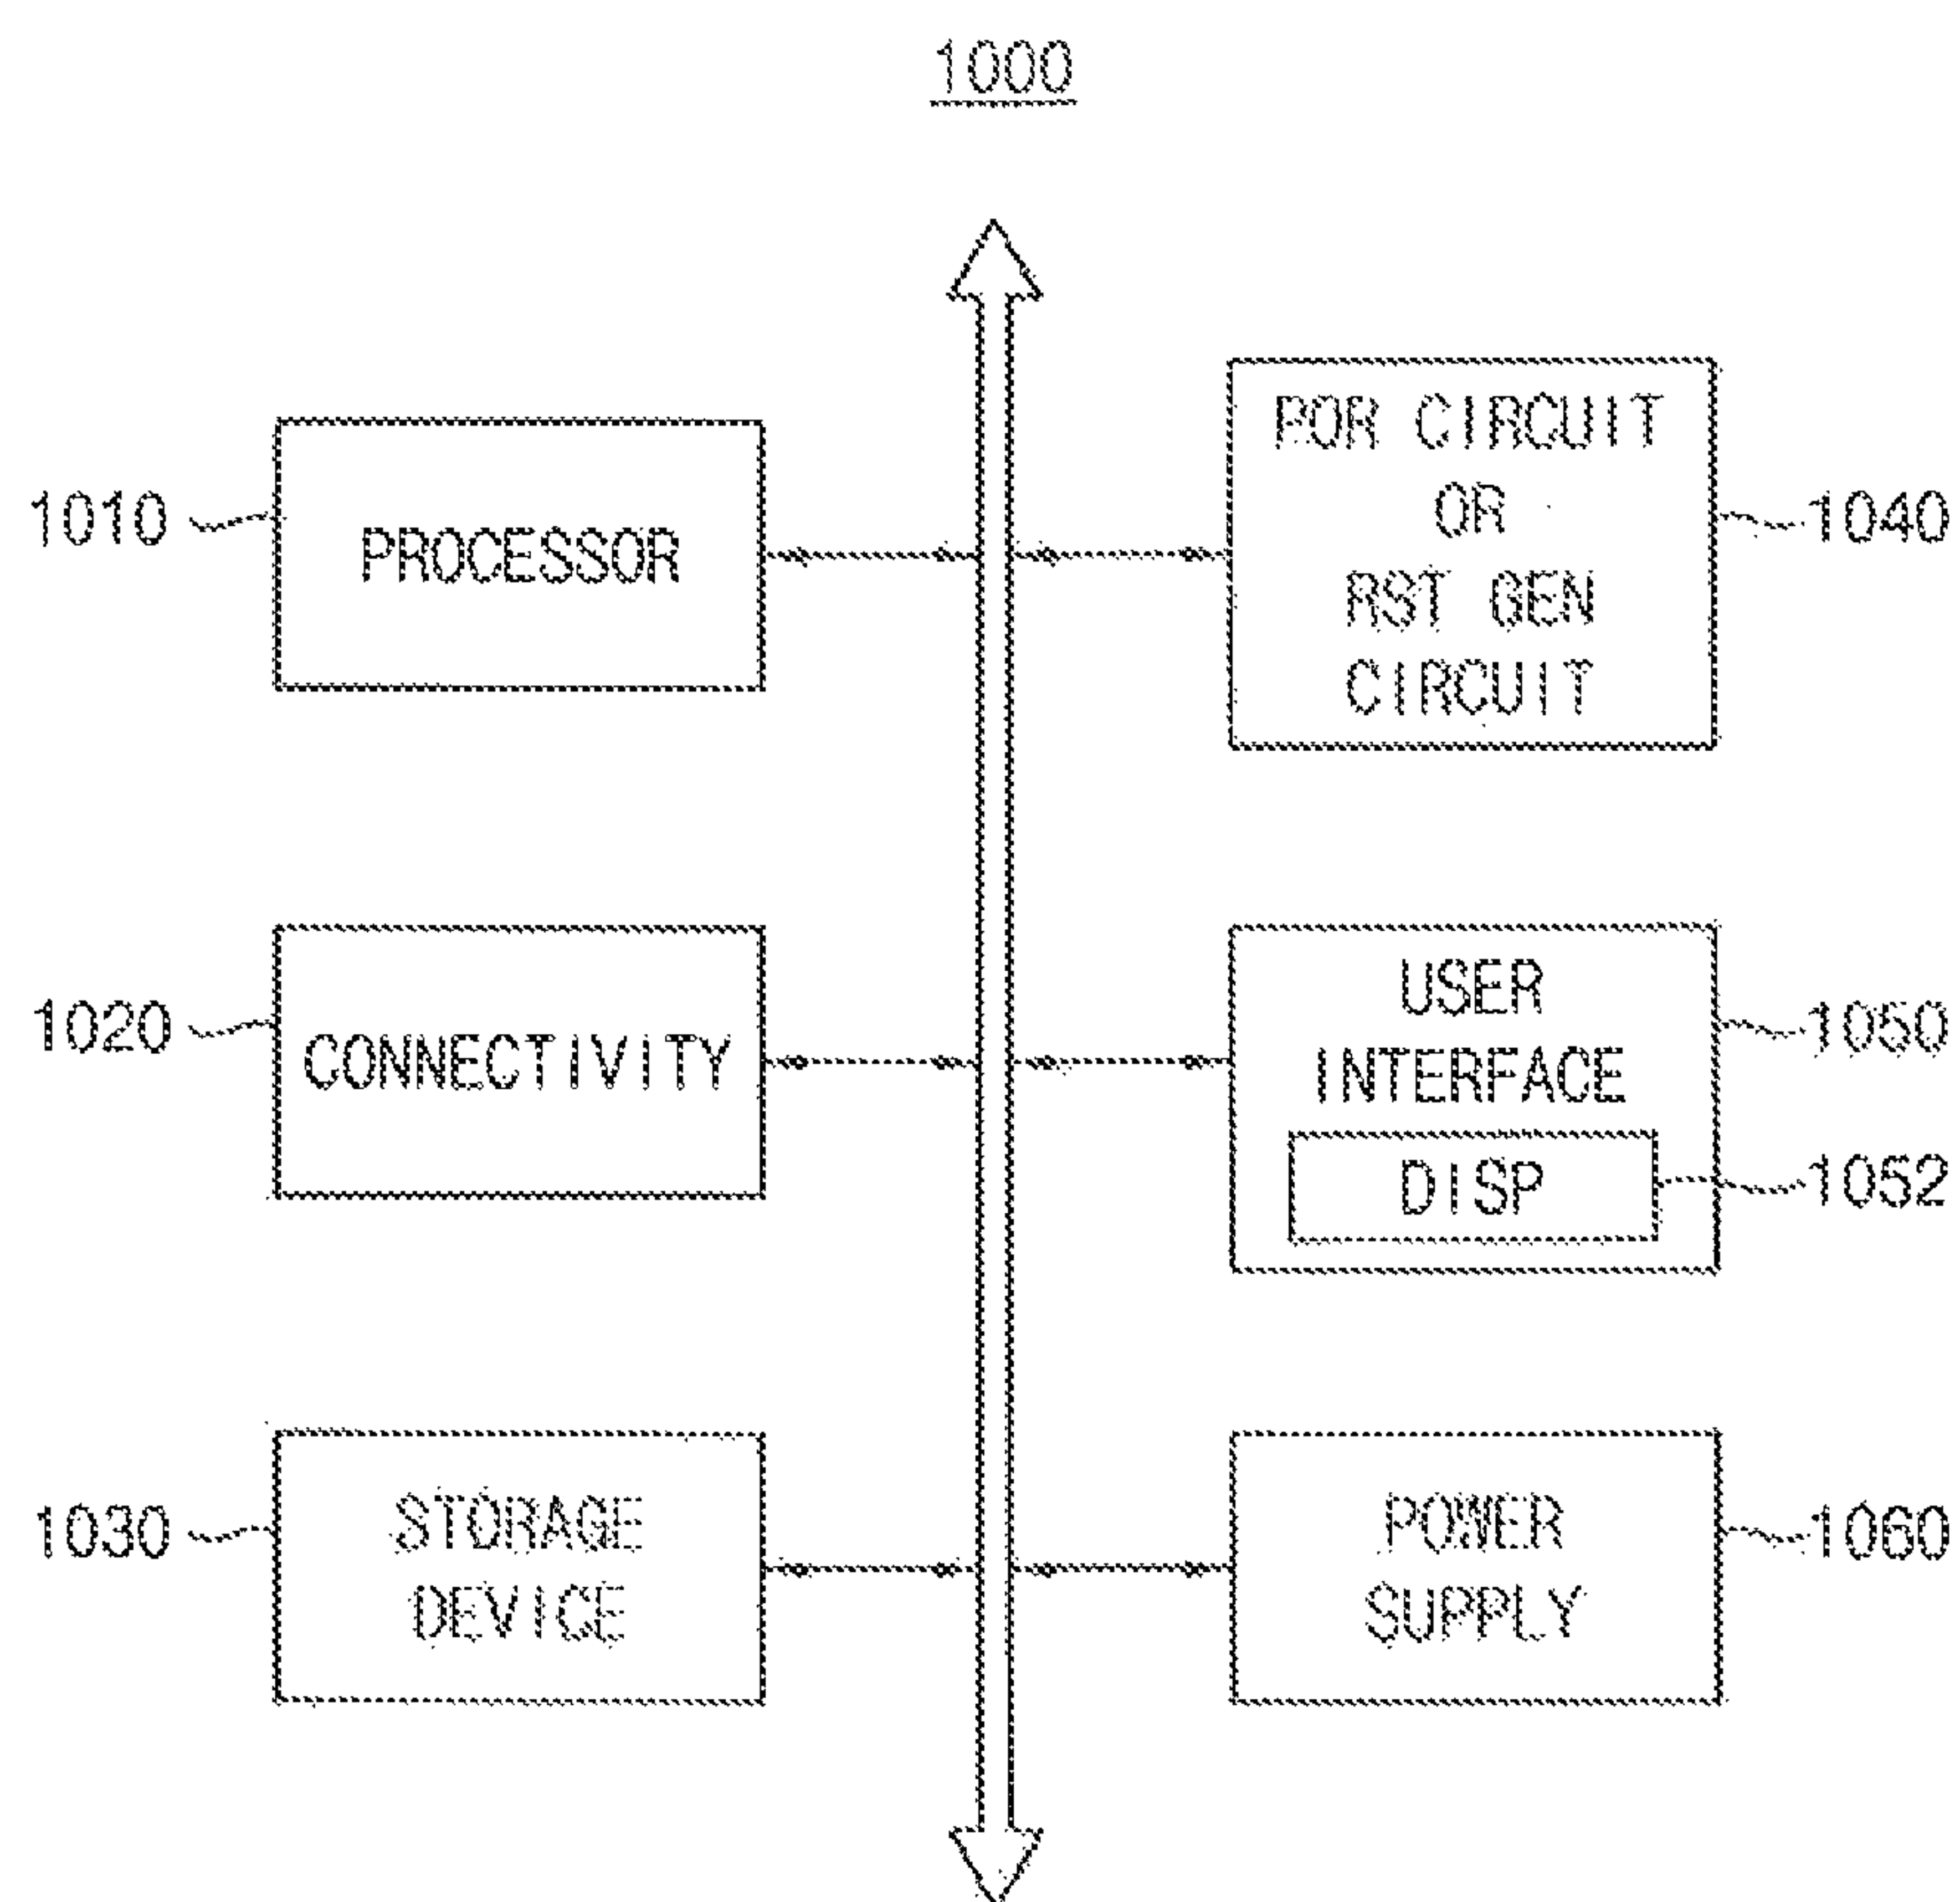 1000
1010
PROCESSOR
POR CIRCUIT
OR
RST GEN
CIRCUIT
1040
1020
CONNECTIVITY
USER
INTERFACE
DISP
1050
1052
1030
STORAGE
DEVICE
POWER
SUPPLY
1060